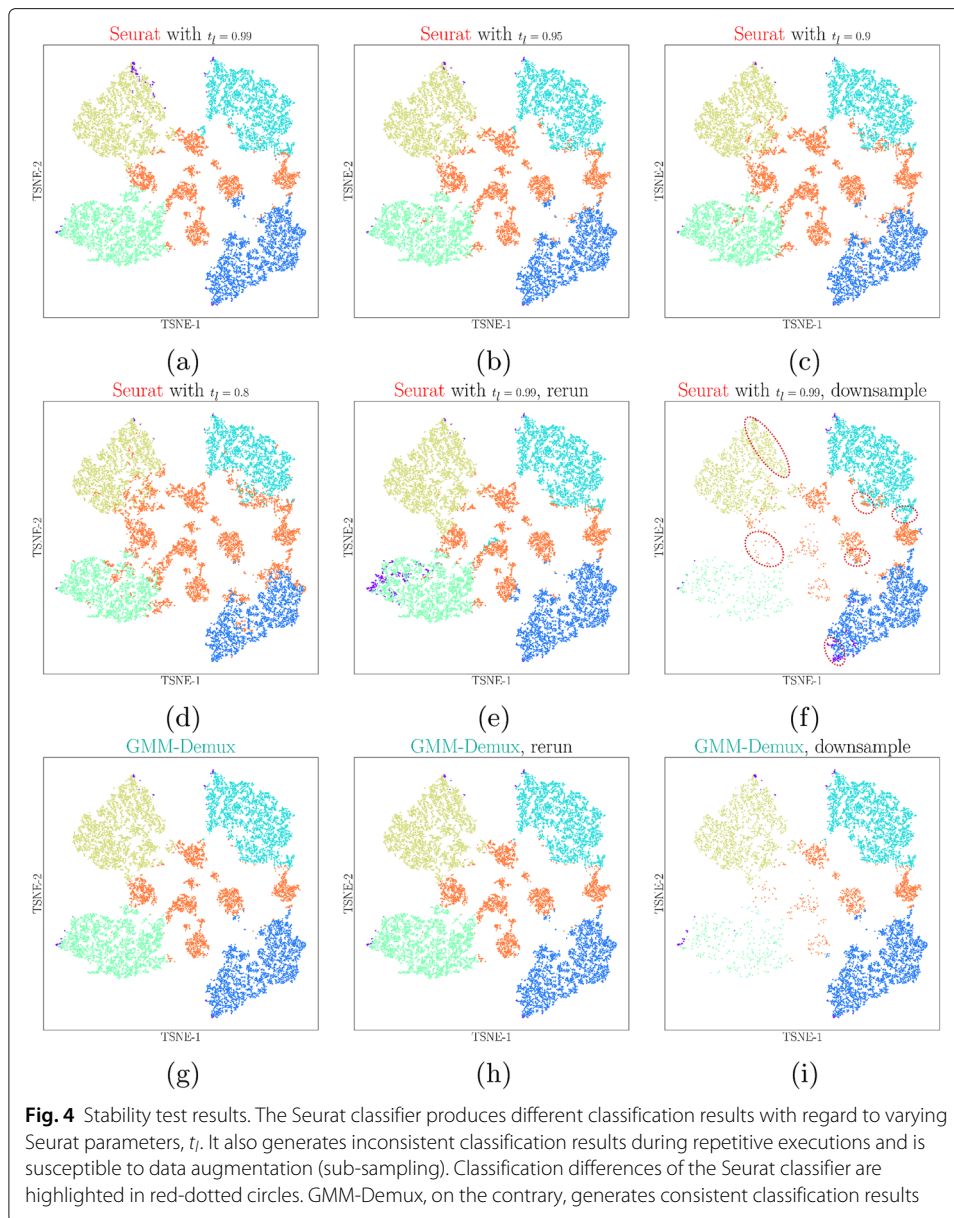 Seurat with t_l = 0.99
Seurat with t_l = 0.95
Seurat with t_l = 0.9
TSNE-2
TSNE-2
TSNE-2
TSNE-1
TSNE-1
TSNE-1
(a)
(b)
(c)
Seurat with t_l = 0.8
Seurat with t_l = 0.99, rerun
Seurat with t_l = 0.99, downsample
TSNE-2
TSNE-2
TSNE-2
TSNE-1
TSNE-1
TSNE-1
(d)
(e)
(f)
GMM-Demux
GMM-Demux, rerun
GMM-Demux, downsample
TSNE-2
TSNE-2
TSNE-2
TSNE-1
TSNE-1
TSNE-1
(g)
(h)
(i)
Fig. 4 Stability test results. The Seurat classifier produces different classification results with regard to varying
Seurat parameters, t_l. It also generates inconsistent classification results during repetitive executions and is
susceptible to data augmentation (sub-sampling). Classification differences of the Seurat classifier are
highlighted in red-dotted circles. GMM-Demux, on the contrary, generates consistent classification results